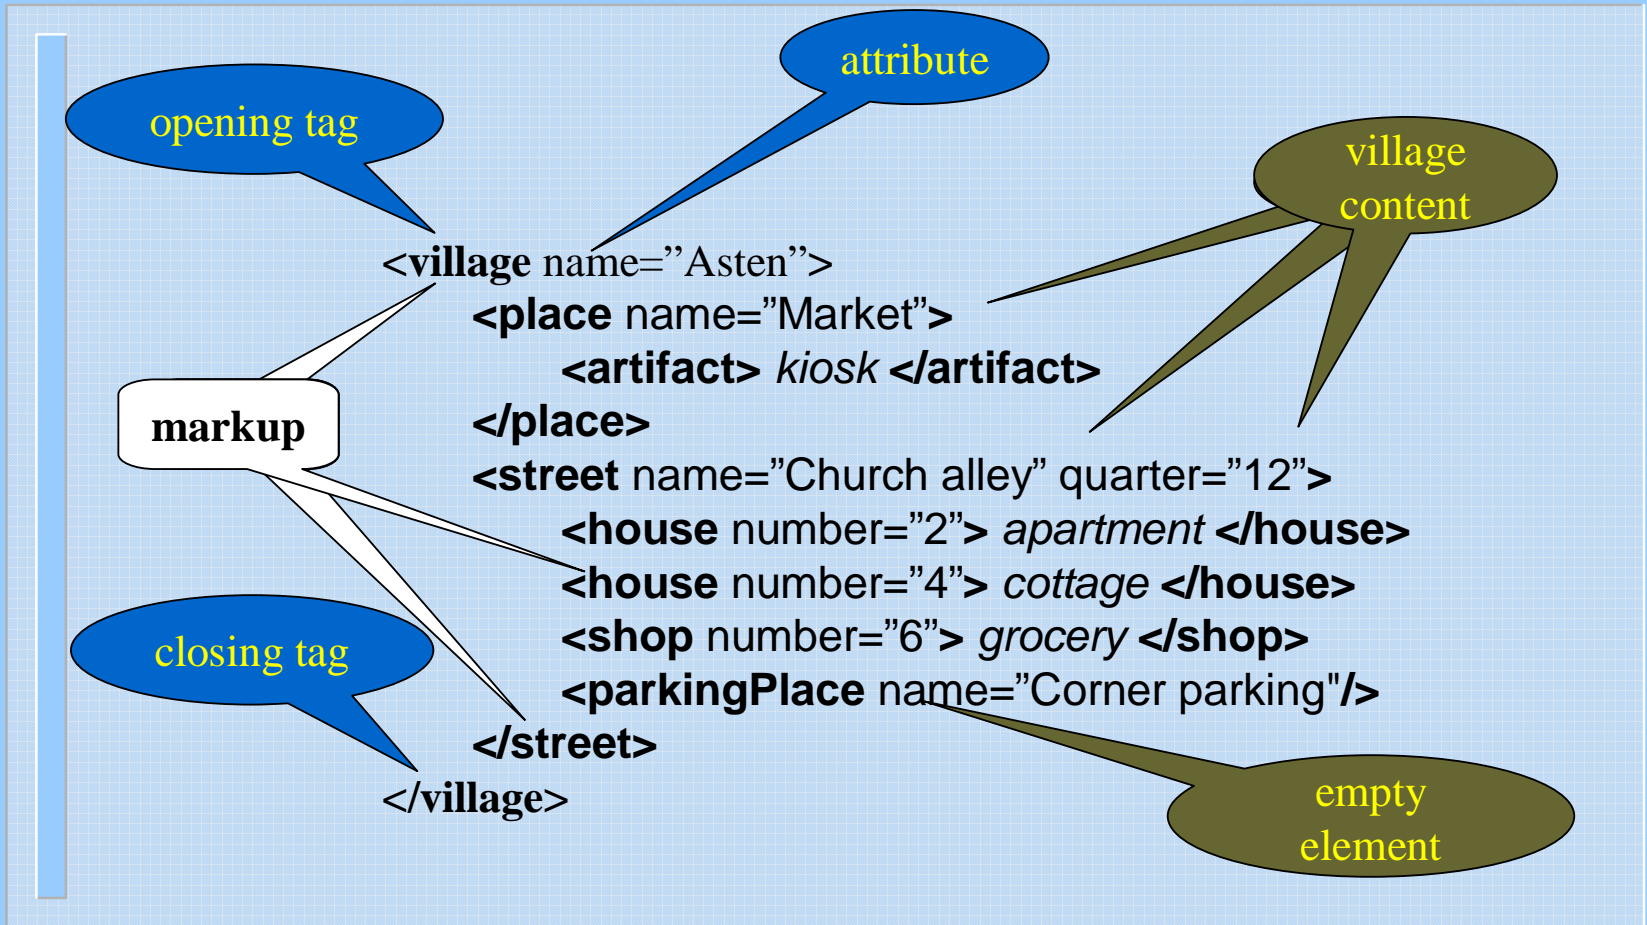 attribute
opening tag
village
content
<village name=”Asten”>
<place name=”Market”>
<artifact> kiosk </artifact>
markup
</place>
<street name=”Church alley” quarter=”12”>
<house number=”2”> apartment </house>
<house number=”4”> cottage </house>
closing tag
<shop number=”6”> grocery </shop>
<parkingPlace name=”Corner parking"/>
</street>
</village>
empty
element